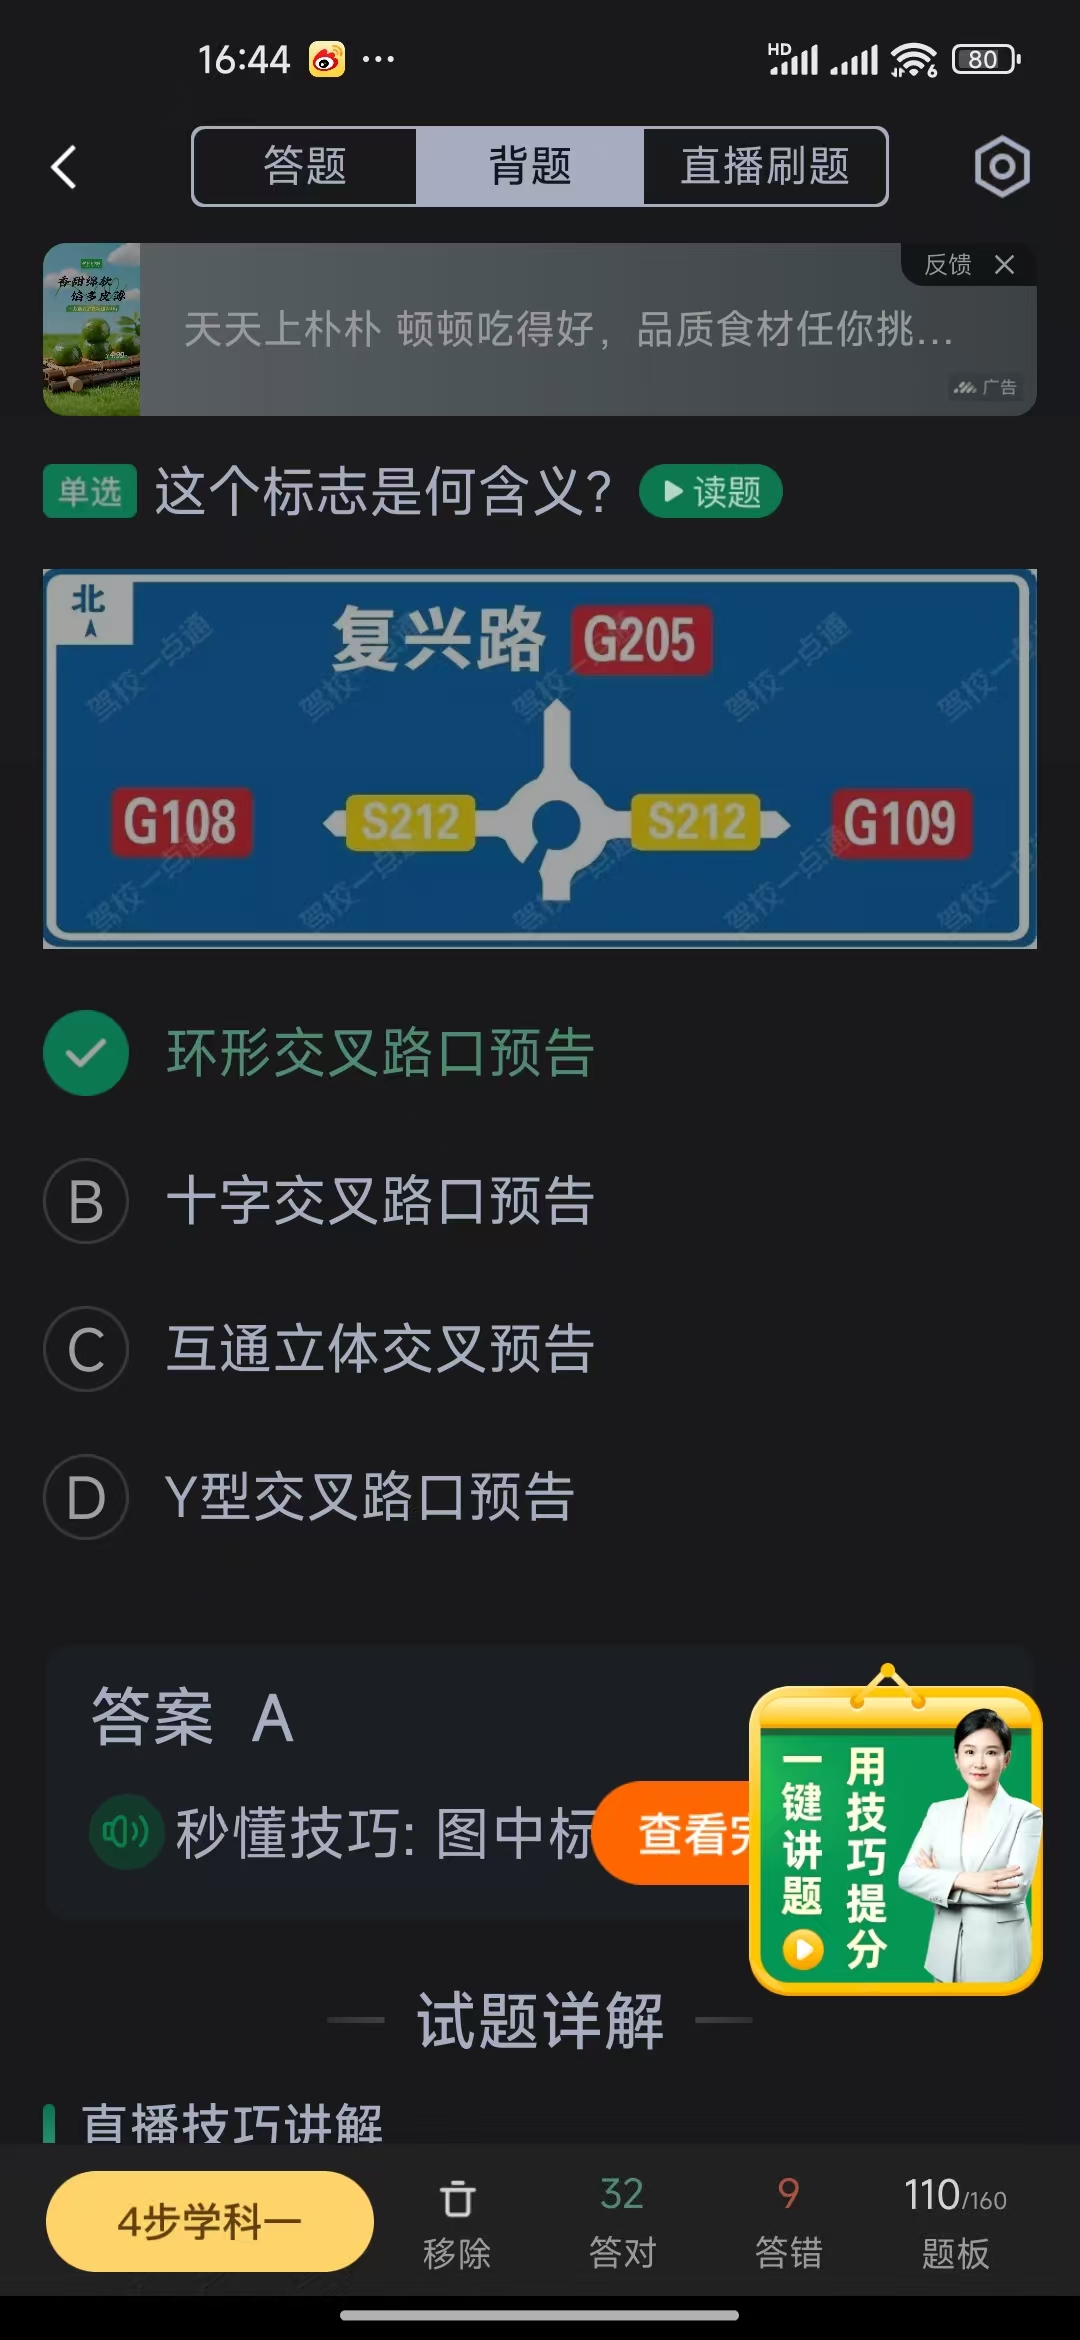 16:44
HD
6
80
答题
背题
直播刷题
香甜绵软
馅多皮薄
天天上朴朴 顿顿吃得好，品质食材任你挑...
反馈
广告
单选
这个标志是何含义?
读题
北
复兴路
G205
G108
S212
S212
G109
驾校一点通
环形交叉路口预告
B
十字交叉路口预告
C
互通立体交叉预告
D
Y型交叉路口预告
答案 A
秒懂技巧: 图中标
查看完
用技巧提分
一键讲题
试题详解
直播技巧讲解
4步学科一
移除
32
答对
9
答错
110/160
题板